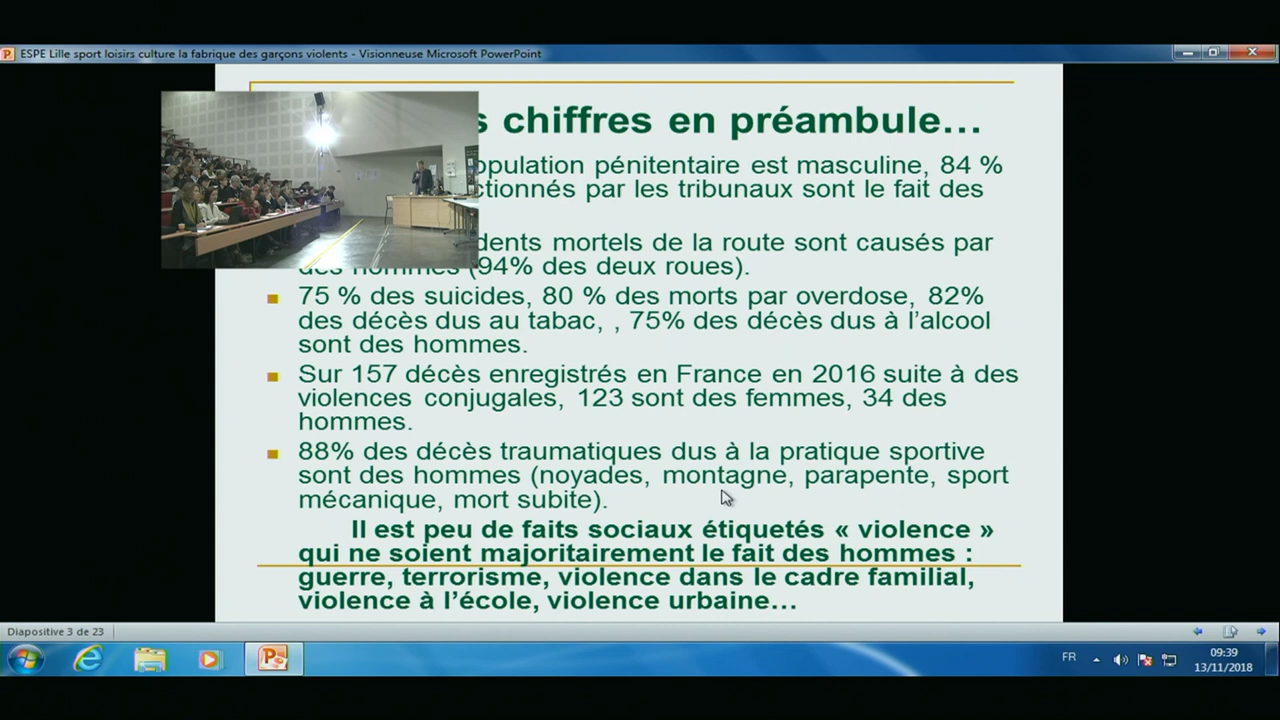 ESPE Lille sport loisirs culture la fabrique des garçons violents - Visionneuse Microsoft PowerPoint
chiffres en préambule…
pénitentaire est masculine, 84 %
par les tribunaux sont le fait des
mortels de la route sont causés par
des hommes (94% des deux roues).
75 % des suicides, 80 % des morts par overdose, 82%
des décès dus au tabac, , 75% des décès dus à l’alcool
sont des hommes.
Sur 157 décès enregistrés en France en 2016 suite à des
violences conjugales, 123 sont des femmes, 34 des
hommes.
88% des décès traumatiques dus à la pratique sportive
sont des hommes (noyades, montagne, parapente, sport
mécanique, mort subite).
Il est peu de faits sociaux étiquetés « violence »
qui ne soient majoritairement le fait des hommes :
guerre, terrorisme, violence dans le cadre familial,
violence à l’école, violence urbaine…
Diapositive 3 de 23
FR
09:39
13/11/2018